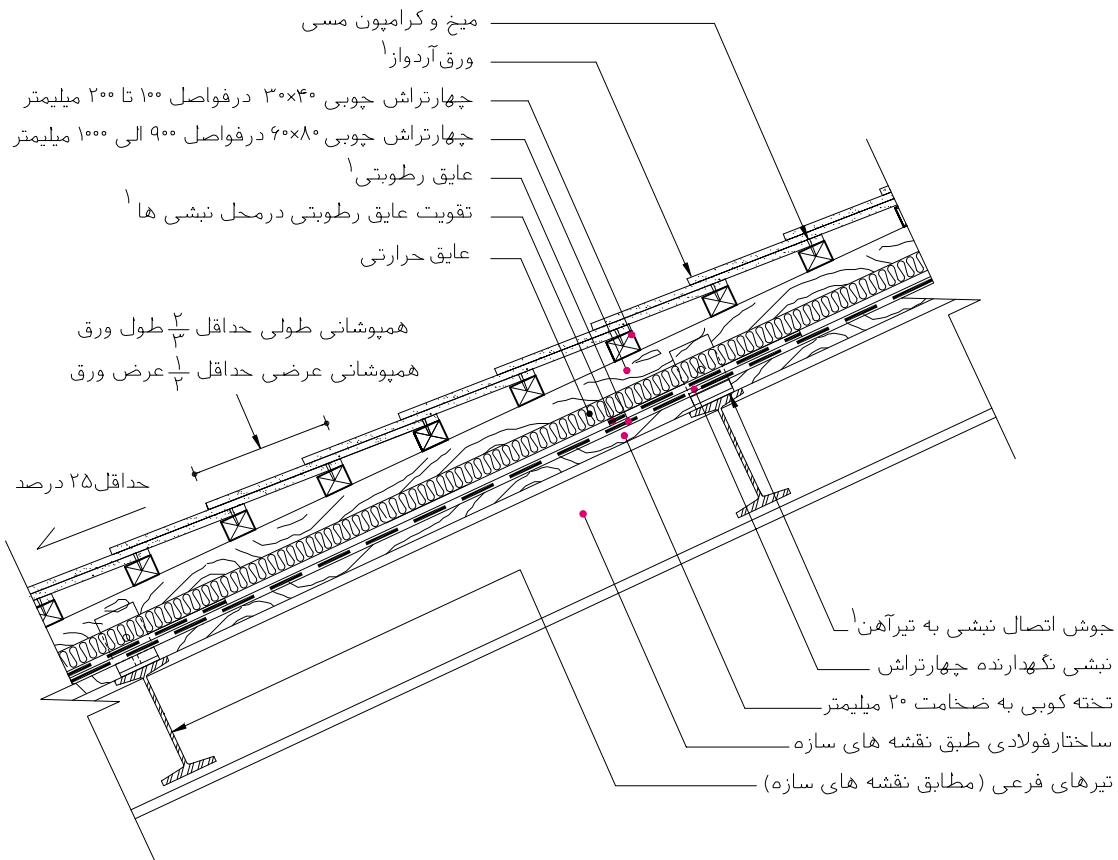 میخ و کرامپون مسی
ورق آردواز۱
چهارتراش چوبی ۴۰×۳۰ درفواصل ۱۰۰ تا ۲۰۰ میلیمتر
چهارتراش چوبی ۸۰×۶۰ درفواصل ۹۰۰ الی ۱۰۰۰ میلیمتر
عایق رطوبتی۱
تقویت عایق رطوبتی درمحل نبشی ها ۱
عایق حرارتی
همپوشانی طولی حداقل ۲/۳ طول ورق
همپوشانی عرضی حداقل ۱/۲ عرض ورق
حداقل۲۵ درصد
جوش اتصال نبشی به تیرآهن۱
نبشی نگهدارنده چهارتراش
تخته کوبی به ضخامت ۲۰ میلیمتر
ساختارفولادی طبق نقشه های سازه
تیرهای فرعی (مطابق نقشه های سازه)